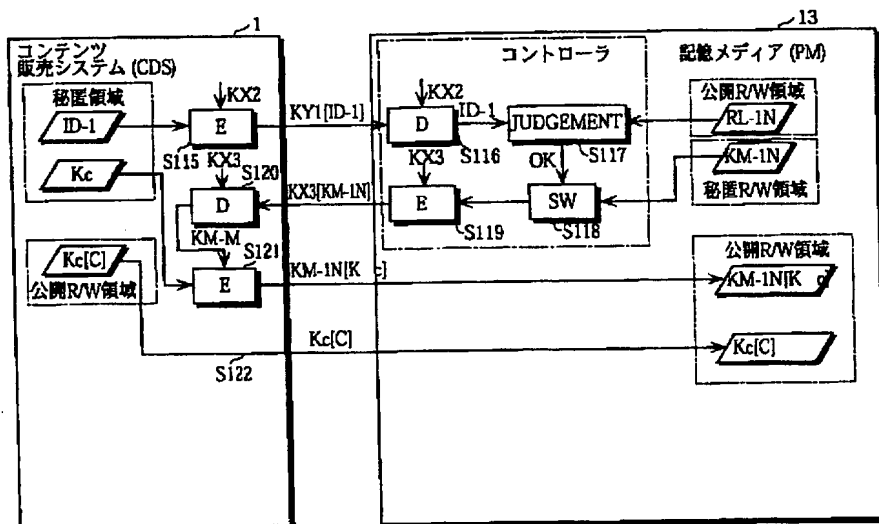 1
コンテンツ
販売システム (CDS)
秘匿領域
ID-1
Kc
Kc[C]
公開R/W領域
KX2
E
S115
KX3
S120
D
KM-M
S121
E
KY1[ID-1]
KX3[KM-1N]
KM-1N[K c]
Kc[C]
S122
13
コントローラ
記憶メディア (PM)
KX2
D
ID-1
S116
JUDGEMENT
S117
KX3
OK
E
S119
SW
S118
公開R/W領域
RL-1N
KM-1N
秘匿R/W領域
公開R/W領域
KM-1N[K
Kc[C]